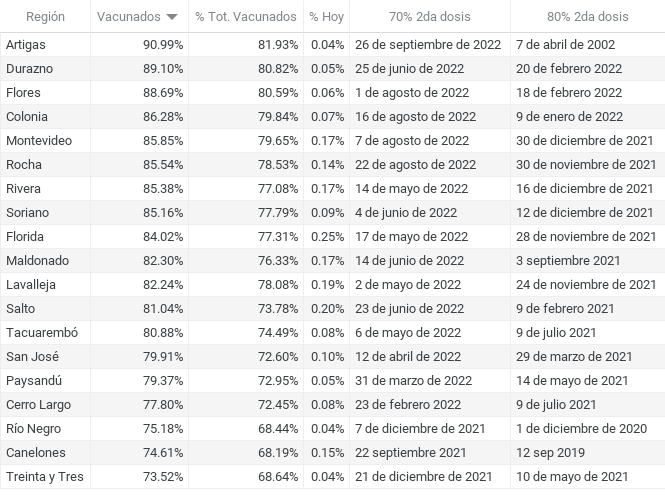 Región Vacunados % Tot. Vacunados % Hoy 70% 2da dosis 80% 2da dosis
Artigas 90.99% 81.93% 0.04% 26 de septiembre de 2022 7 de abril de 2002
Durazno 89.10% 80.82% 0.05% 25 de junio de 2022 20 de febrero de 2022
Flores 88.69% 80.59% 0.06% 1 de agosto de 2022 18 de febrero de 2022
Colonia 86.28% 79.84% 0.07% 16 de agosto de 2022 9 de enero de 2022
Montevideo 85.85% 79.65% 0.17% 7 de agosto de 2022 30 de diciembre de 2021
Rocha 85.54% 78.53% 0.14% 22 de agosto de 2022 30 de noviembre de 2021
Rivera 85.38% 77.08% 0.17% 14 de mayo de 2022 16 de diciembre de 2021
Soriano 85.16% 77.79% 0.09% 4 de junio de 2022 12 de diciembre de 2021
Florida 84.02% 77.31% 0.25% 17 de mayo de 2022 28 de noviembre de 2021
Maldonado 82.30% 76.33% 0.17% 14 de junio de 2022 3 septiembre 2021
Lavalleja 82.24% 78.08% 0.19% 2 de mayo de 2022 24 de noviembre de 2021
Salto 81.04% 73.78% 0.20% 23 de junio de 2022 9 de febrero 2021
Tacuarembó 80.88% 74.49% 0.08% 6 de mayo de 2022 9 de julio 2021
San José 79.91% 72.60% 0.10% 12 de abril de 2022 29 de marzo de 2021
Paysandú 79.37% 72.95% 0.05% 31 de marzo de 2022 14 de mayo de 2021
Cerro Largo 77.80% 72.45% 0.08% 23 de febrero de 2022 9 de julio 2021
Río Negro 75.18% 68.44% 0.04% 7 de diciembre de 2021 1 de diciembre de 2020
Canelones 74.61% 68.19% 0.15% 22 septiembre 2021 12 sep 2019
Treinta y Tres 73.52% 68.64% 0.04% 21 de diciembre de 2021 10 de mayo de 2021